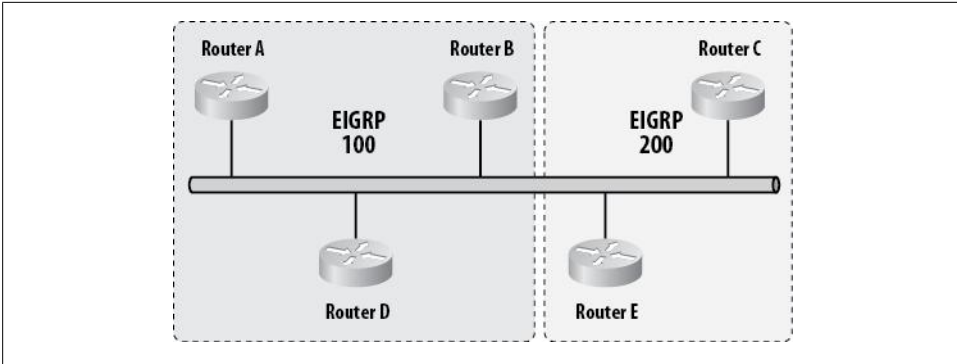 Router A
Router B
Router C
EIGRP
100
EIGRP
200
Router D
Router E